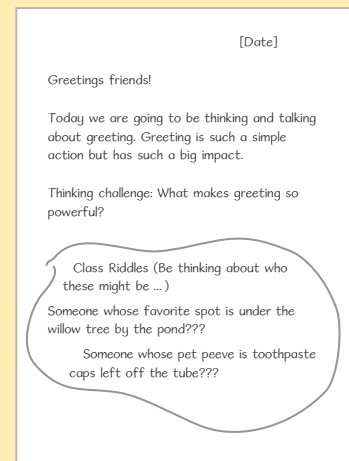 [Date]
Greetings friends!
Today we are going to be thinking and talking
about greeting. Greeting is such a simple
action but has such a big impact.
Thinking challenge: What makes greeting so
powerful?
Class Riddles (Be thinking about who
these might be ... )
Someone whose favorite spot is under the
willow tree by the pond???
Someone whose pet peeve is toothpaste
caps left off the tube???